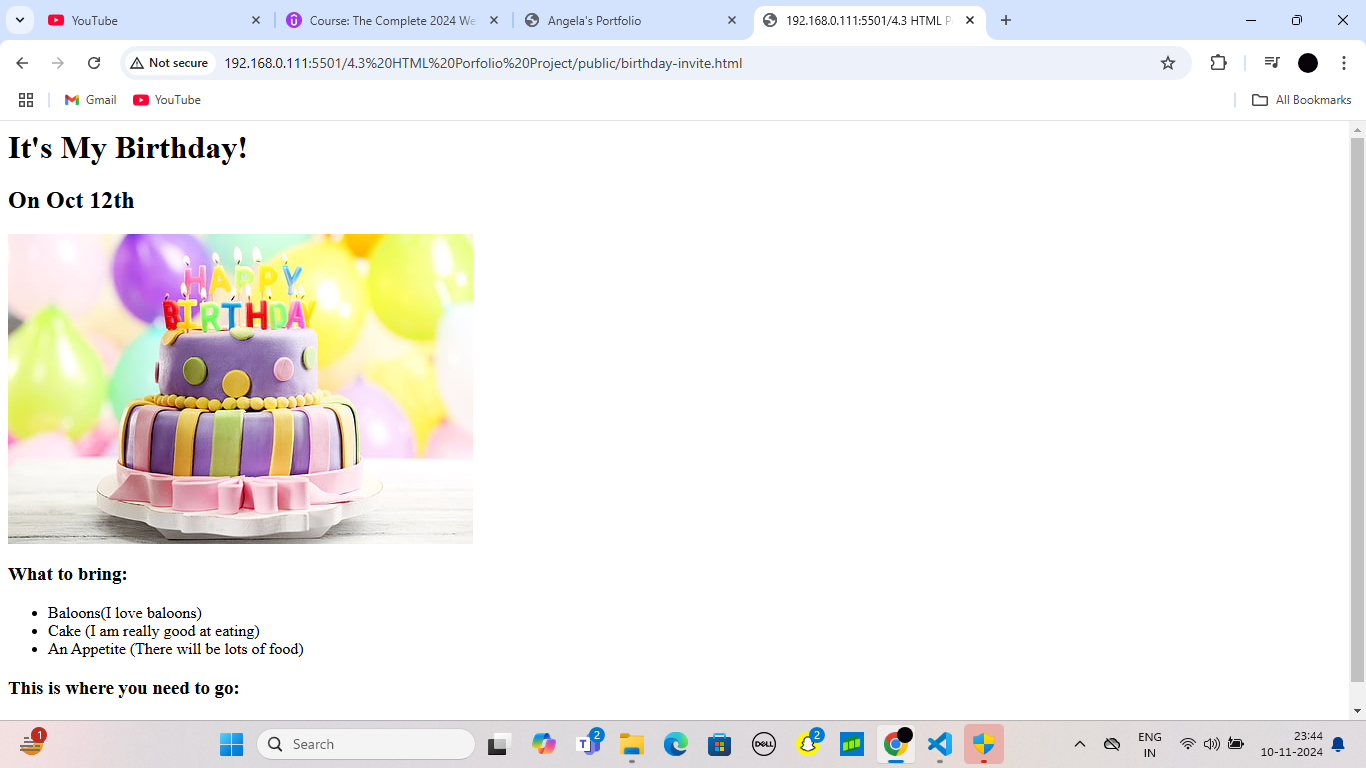 YouTube
Course: The Complete 2024 We
Angela's Portfolio
192.168.0.111:5501/4.3 HTML P
Not secure
192.168.0.111:5501/4.3%20HTML%20Porfolio%20Project/public/birthday-invite.html
Gmail
YouTube
All Bookmarks
It's My Birthday!
On Oct 12th
HAPPY
BIRTHDAY
What to bring:
Baloons(I love baloons)
Cake (I am really good at eating)
An Appetite (There will be lots of food)
This is where you need to go:
1
Search
2
DELL
2
ENG
IN
23:44
10-11-2024